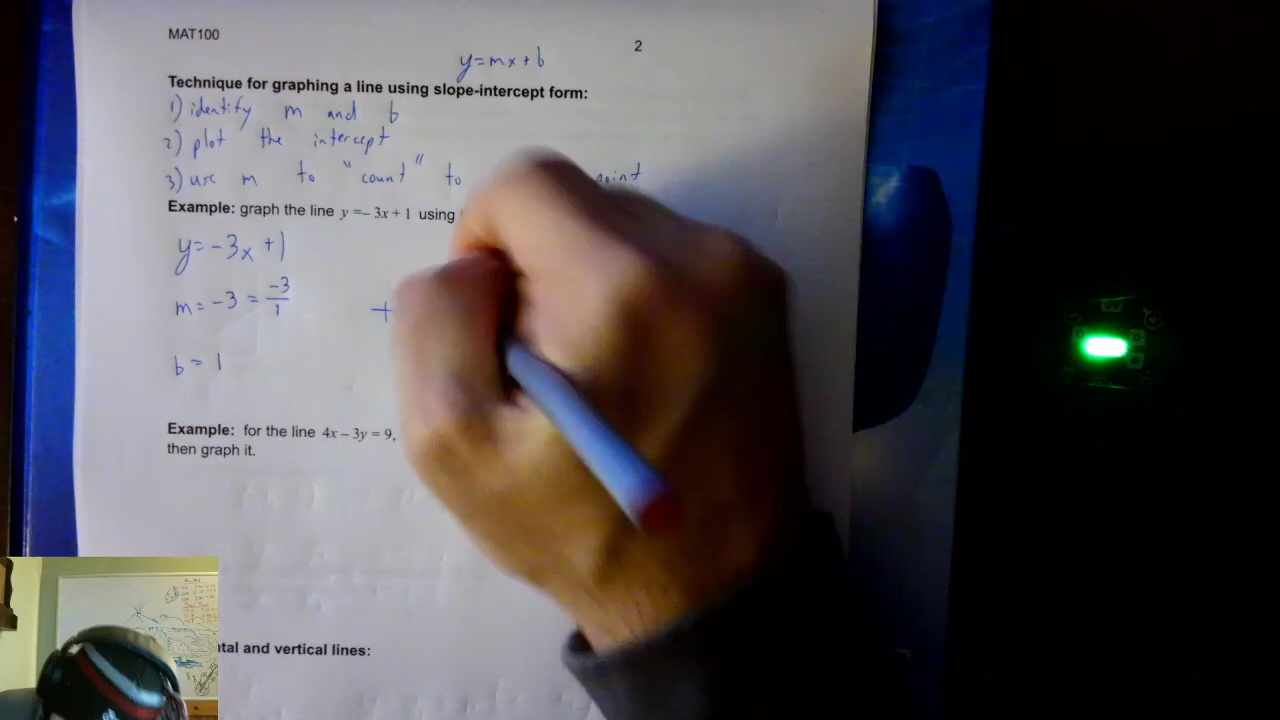 MAT100
2
y=mx+b
Technique for graphing a line using slope-intercept form:
1) identify m and b
2) plot the intercept
3) use m to "count" to point
Example: graph the line y = – 3x + 1 using
y = -3x + 1
m = -3 = -3/1
b = 1
Example: for the line 4x – 3y = 9,
then graph it.
and vertical lines: